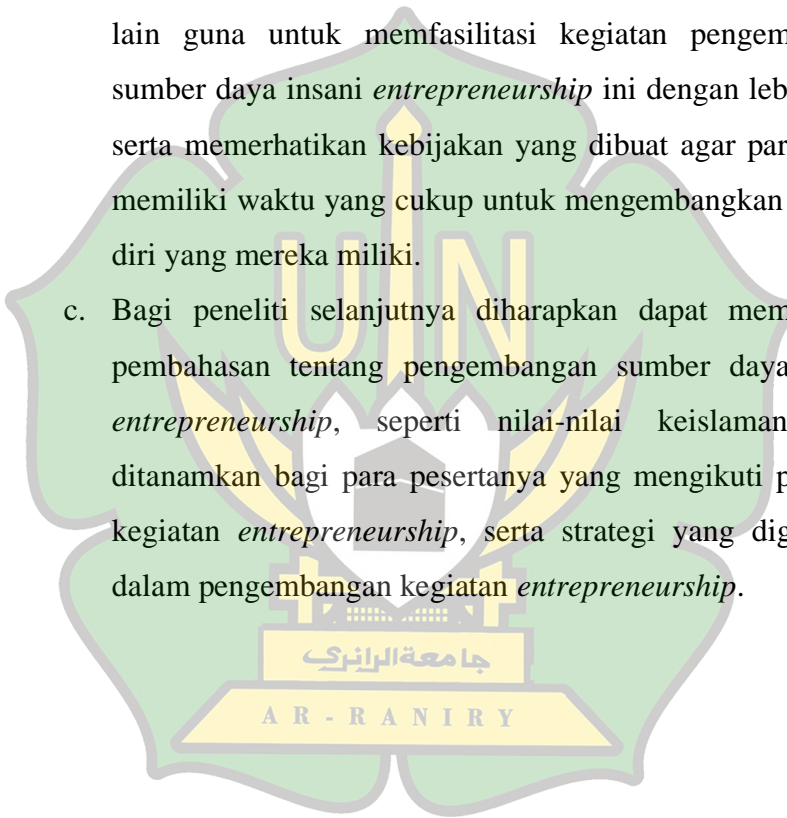 lain guna untuk memfasilitasi kegiatan pengem
sumber daya insani entrepreneurship ini dengan leb
serta memerhatikan kebijakan yang dibuat agar par
memiliki waktu yang cukup untuk mengembangkan
diri yang mereka miliki.
c. Bagi peneliti selanjutnya diharapkan dapat mem
pembahasan tentang pengembangan sumber daya
entrepreneurship, seperti nilai-nilai keislaman
ditanamkan bagi para pesertanya yang mengikuti p
kegiatan entrepreneurship, serta strategi yang dig
dalam pengembangan kegiatan entrepreneurship.
UIN
جامعة الرانري
AR-RANIRY